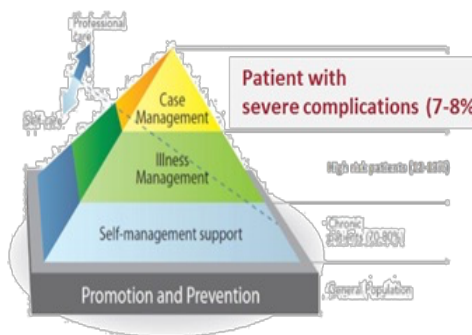 Professional
care
Patient with
severe complications (7-8%
Case
Management
Illness-
Management
Chronic
Self-management support
General Population
Promotion and Prevention